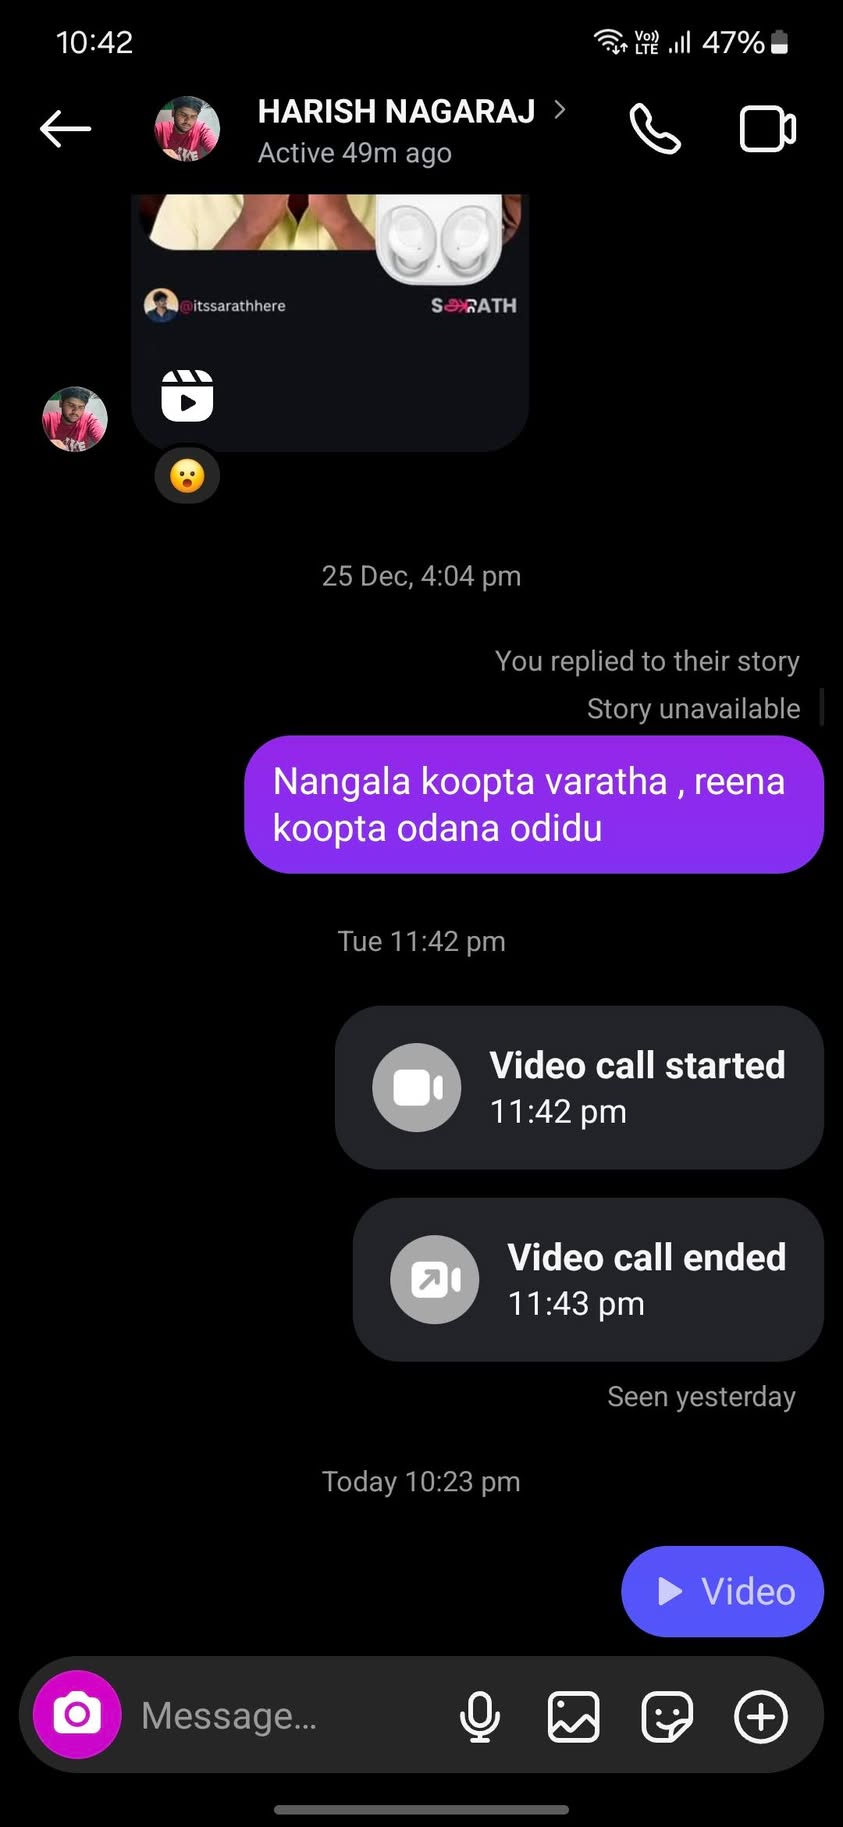 10:42
Vo))
LTE
47%
HARISH NAGARAJ
Active 49m ago
@itssarathhere
25 Dec, 4:04 pm
You replied to their story
Story unavailable
Nangala koopta varatha , reena
koopta odana odidu
Tue 11:42 pm
Video call started
11:42 pm
Video call ended
11:43 pm
Seen yesterday
Today 10:23 pm
Video
Message...